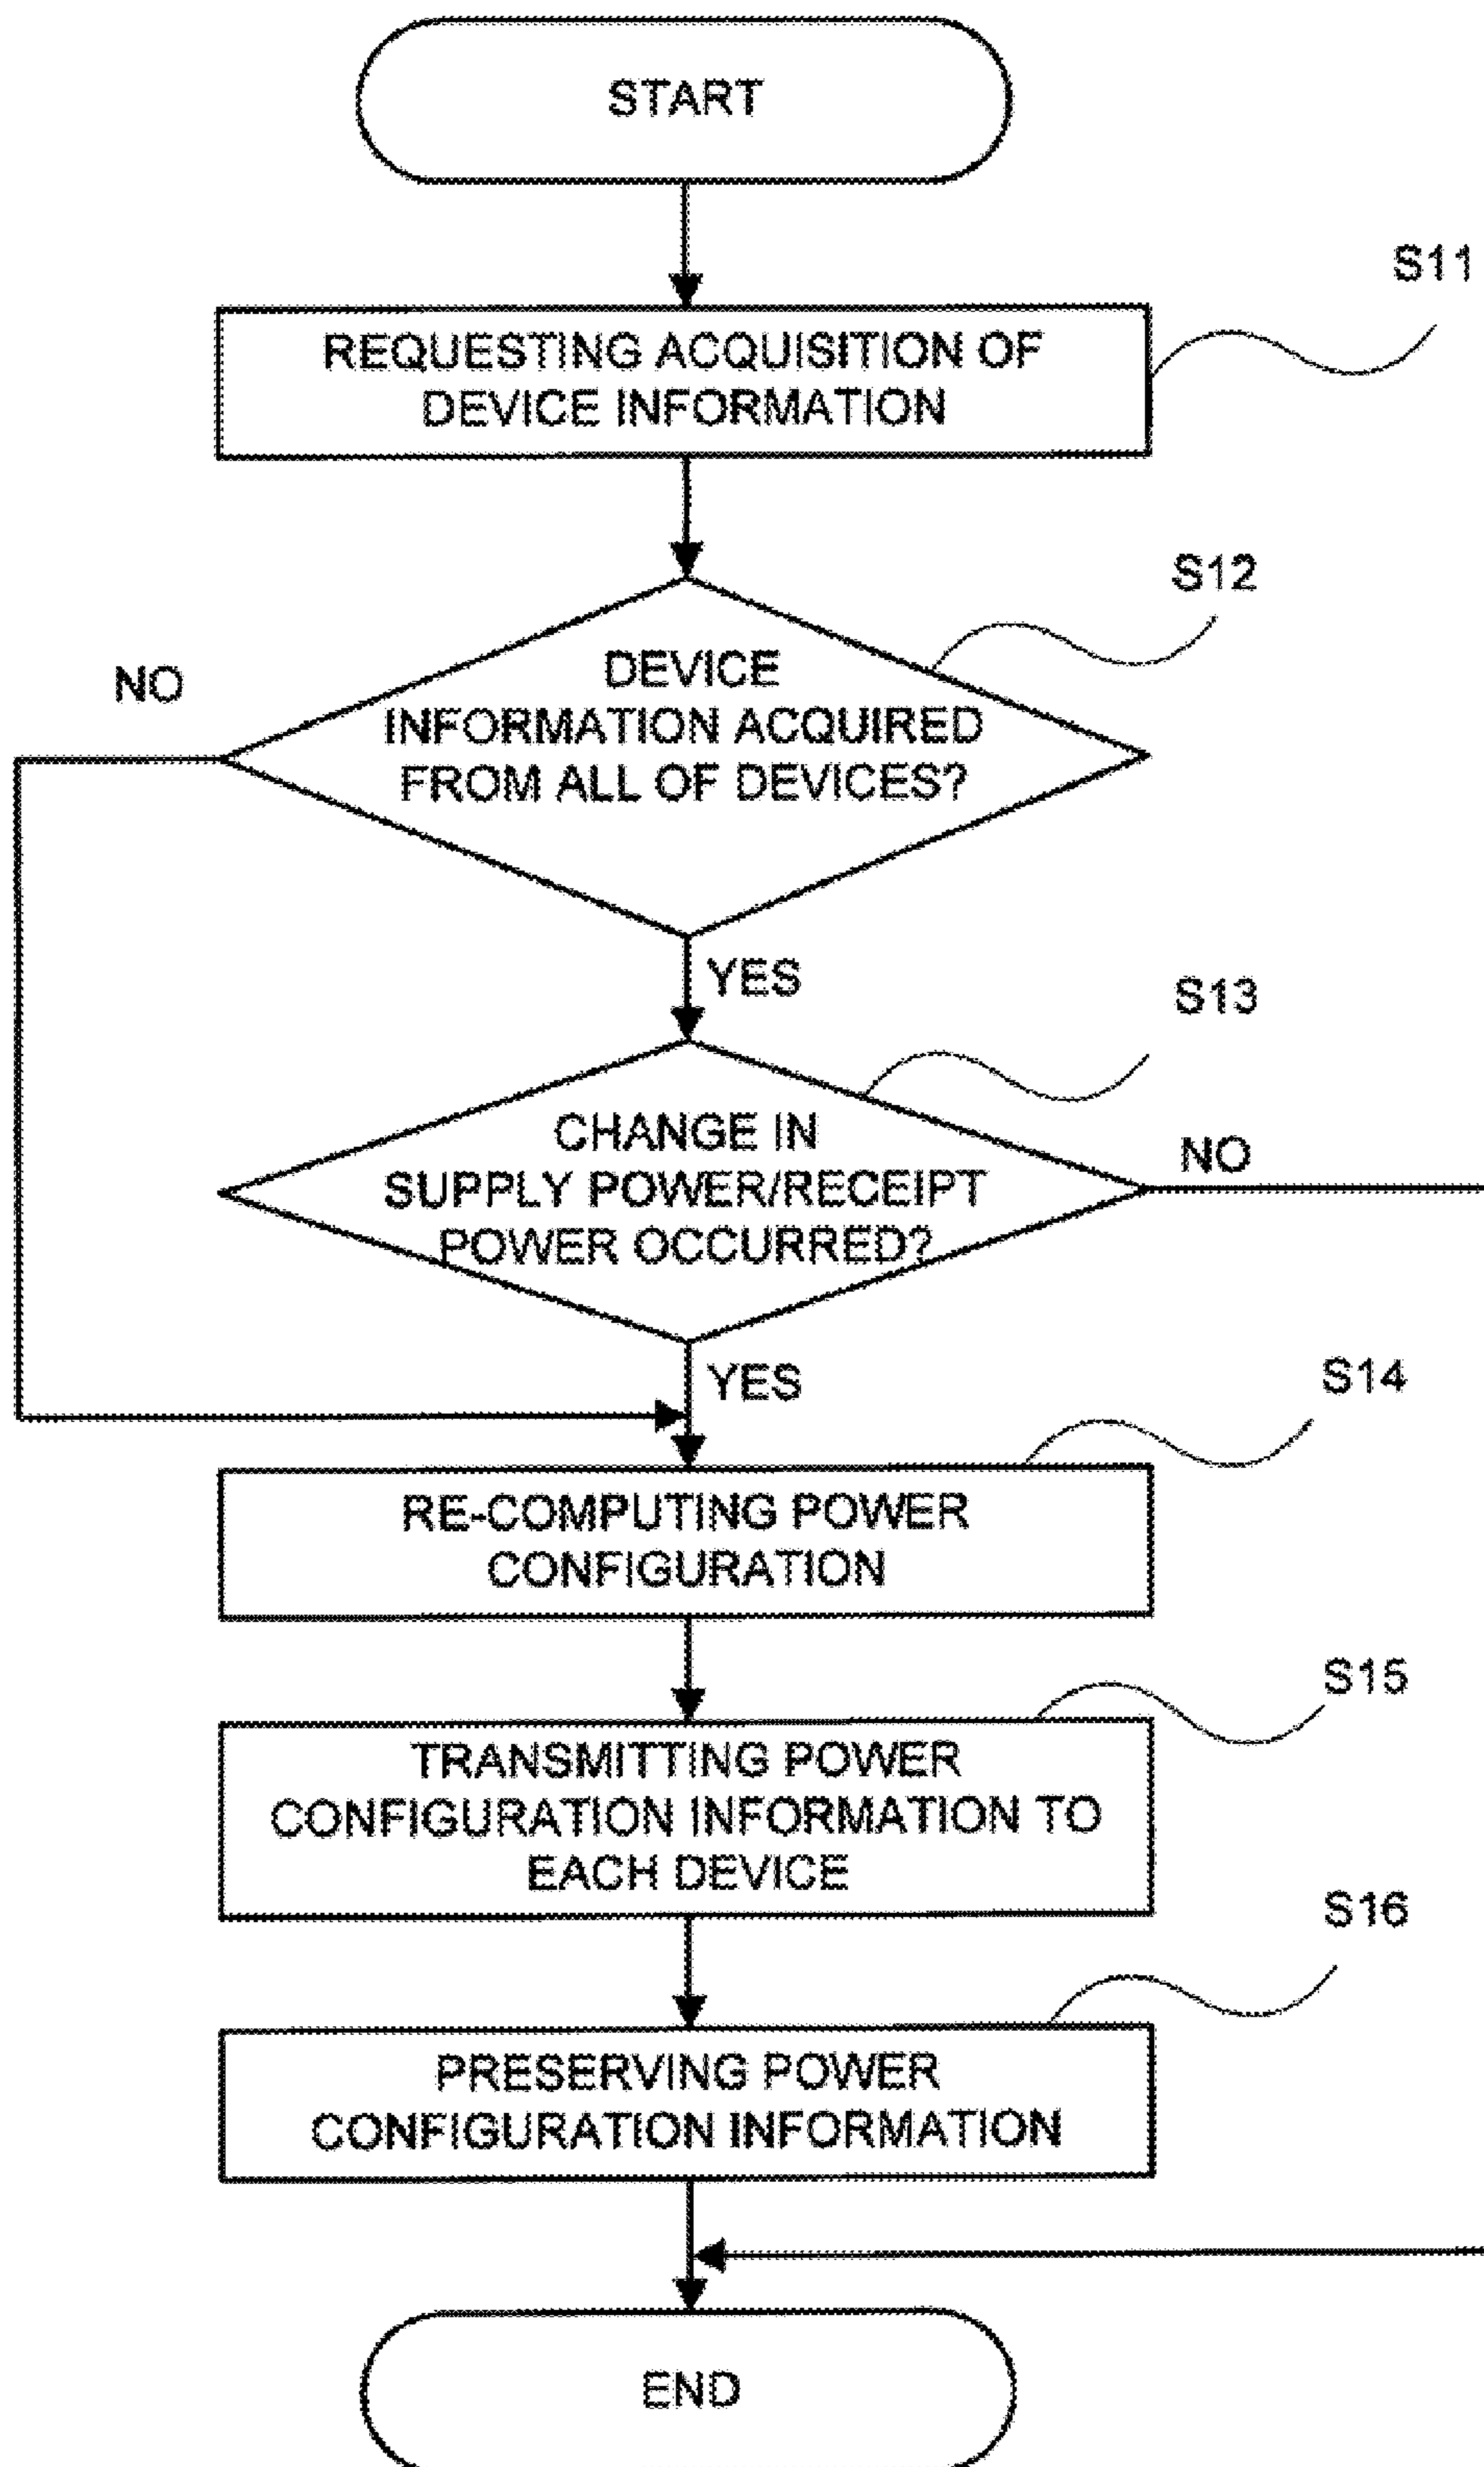 START
S11
REQUESTING ACQUISITION OF
DEVICE INFORMATION
S12
NO
DEVICE
INFORMATION ACQUIRED
FROM ALL OF DEVICES?
YES
S13
CHANGE IN
SUPPLY POWER/RECEIPT
POWER OCCURRED?
NO
YES
S14
RE-COMPUTING POWER
CONFIGURATION
S15
TRANSMITTING POWER
CONFIGURATION INFORMATION TO
EACH DEVICE
S16
PRESERVING POWER
CONFIGURATION INFORMATION
END